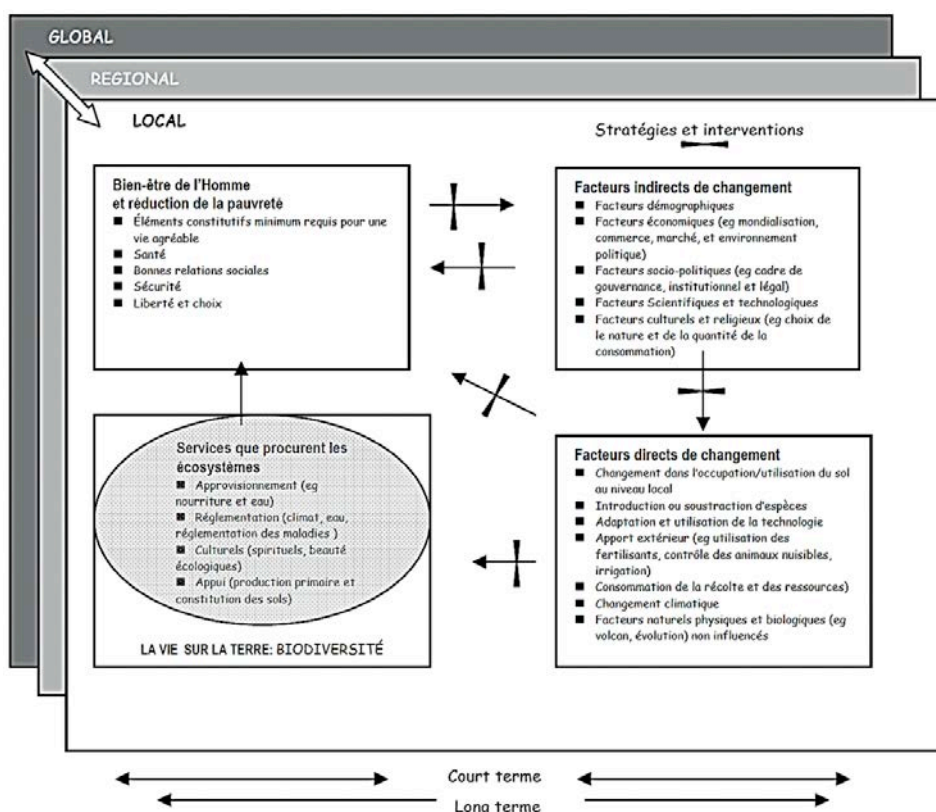 GLOBAL
REGIONAL
LOCAL
Stratégies et interventions
Bien-être de l'Homme
et réduction de la pauvreté
■ Éléments constitutifs minimum requis pour une
vie agréable
■ Santé
■ Bonnes relations sociales
■ Sécurité
■ Liberté et choix
Facteurs indirects de changement
■ Facteurs démographiques
■ Facteurs économiques (eg mondialisation,
commerce, marché, et environnement
politique)
■ Facteurs socio-politiques (eg cadre de
gouvernance, institutionnel et légal)
■ Facteurs Scientifiques et technologiques
■ Facteurs culturels et religieux (eg choix de
le nature et de la quantité de la
consommation)
Services que procurent les
écosystèmes
■ Approvisionnement (eg
nourriture et eau)
■ Réglementation (climat, eau,
réglementation des maladies )
■ Culturels (spirituels, beauté
écologiques)
■ Appui (production primaire et
constitution des sols)
LA VIE SUR LA TERRE: BIODIVERSITÉ
Facteurs directs de changement
■ Changement dans l'occupation/utilisation du sol
au niveau local
■ Introduction ou soustraction d'espèces
■ Adaptation et utilisation de la technologie
■ Apport extérieur (eg utilisation des
fertilisants, contrôle des animaux nuisibles,
irrigation)
■ Consommation de la récolte et des ressources)
■ Changement climatique
■ Facteurs naturels physiques et biologiques (eg
volcan, évolution) non influencés
Court terme
Long terme